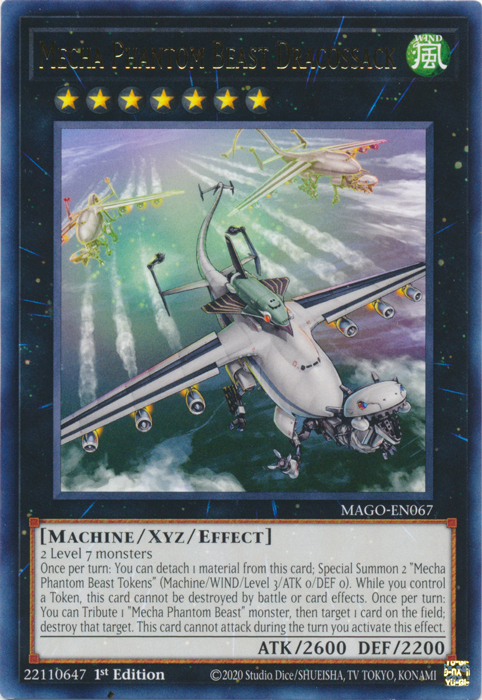 MECHA PHANTOM BEAST DRACOSSACK
WIND
風
MAGO-EN067
[MACHINE/XYZ/EFFECT]
2 Level 7 monsters
Once per turn: You can detach 1 material from this card; Special Summon 2 "Mecha
Phantom Beast Tokens" (Machine/WIND/Level 3/ATK 0/DEF 0). While you control
a Token, this card cannot be destroyed by battle or card effects. Once per turn:
You can Tribute 1 "Mecha Phantom Beast" monster, then target 1 card on the field;
destroy that target. This card cannot attack during the turn you activate this effect.
ATK/2600 DEF/2200
22110647 1st Edition ©2020 Studio Dice/SHUEISHA, TV TOKYO, KONAMI